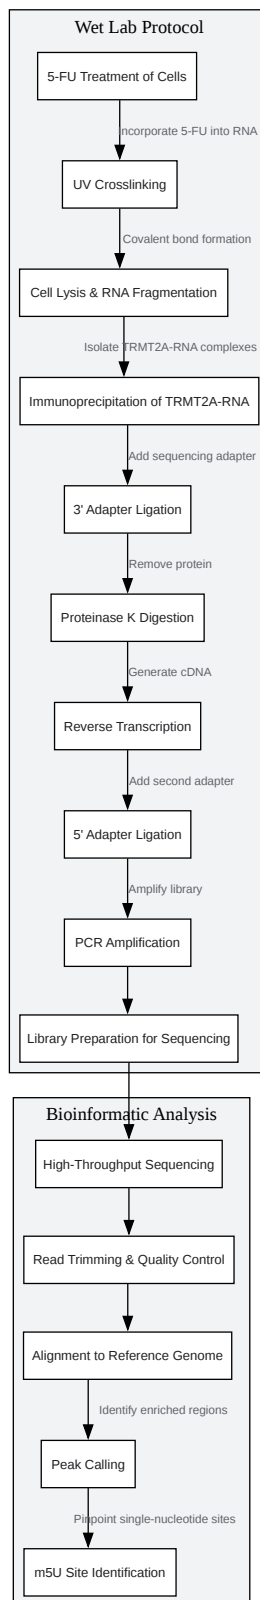 Wet Lab Protocol
5-FU Treatment of Cells
Incorporate 5-FU into RNA
UV Crosslinking
Covalent bond formation
Cell Lysis & RNA Fragmentation
Isolate TRMT2A-RNA complexes
Immunoprecipitation of TRMT2A-RNA
Add sequencing adapter
3' Adapter Ligation
Remove protein
Proteinase K Digestion
Generate cDNA
Reverse Transcription
Add second adapter
5' Adapter Ligation
Amplify library
PCR Amplification
Library Preparation for Sequencing
Bioinformatic Analysis
High-Throughput Sequencing
Read Trimming & Quality Control
Alignment to Reference Genome
Identify enriched regions
Peak Calling
Pinpoint single-nucleotide sites
m5U Site Identification